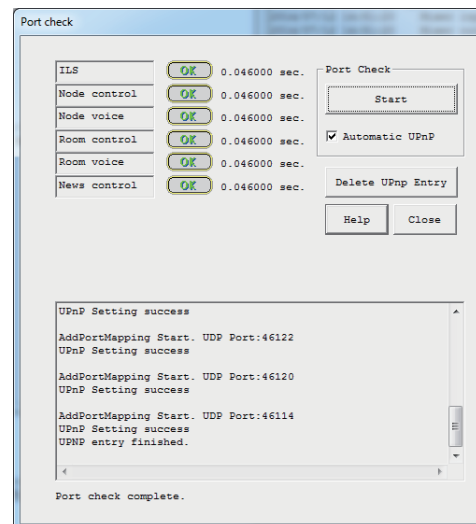 Port check
ILS OK 0.046000 sec.
Node control OK 0.046000 sec.
Node voice OK 0.046000 sec.
Room control OK 0.046000 sec.
Room voice OK 0.046000 sec.
News control OK 0.046000 sec.
Port Check
Start
Automatic UPnP
Delete UPnp Entry
Help Close
UPnP Setting success
AddPortMapping Start. UDP Port:46122
UPnP Setting success
AddPortMapping Start. UDP Port:46120
UPnP Setting success
AddPortMapping Start. UDP Port:46114
UPnP Setting success
UPNP entry finished.
Port check complete.